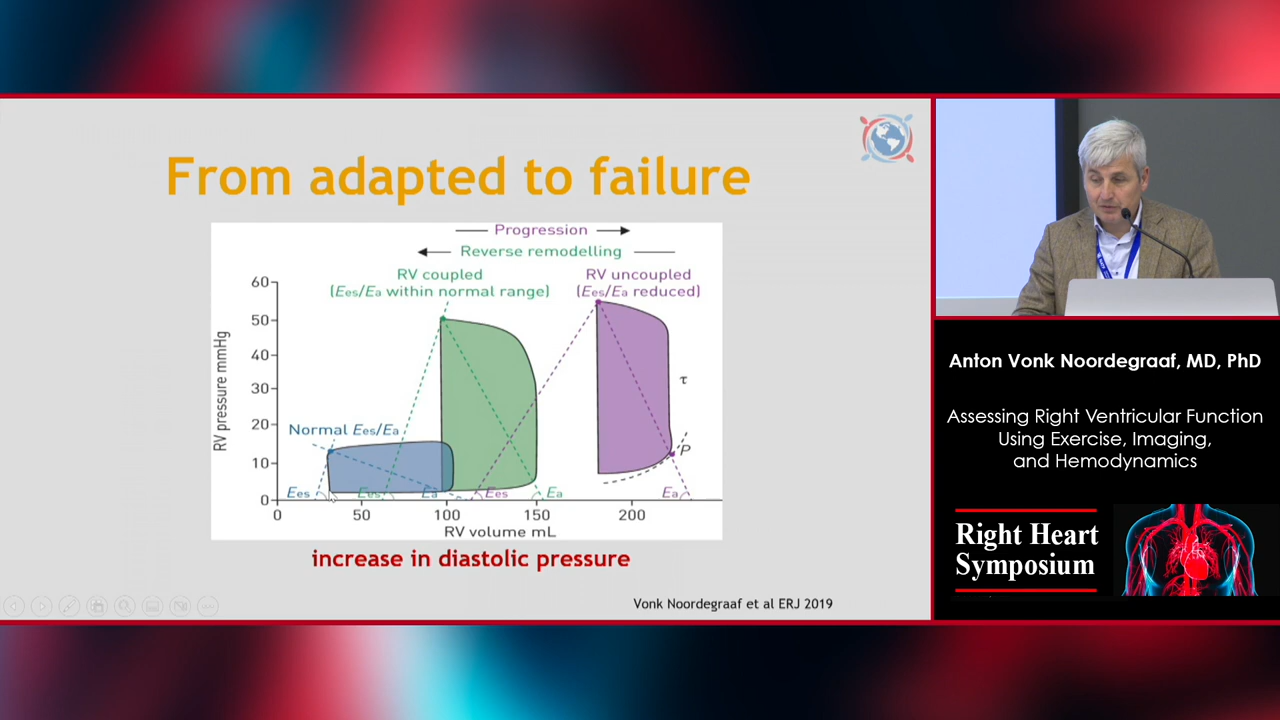 From adapted to failure
Progression
Reverse remodelling
RV coupled
(Ees/Ea within normal range)
RV uncoupled
(Ees/Ea reduced)
RV pressure mmHg
60
50
40
30
20
10
0
Normal Ees/Ea
τ
P
Ees
Ees
Ea
Ees
Ea
Ea
0
50
100
150
200
RV volume mL
increase in diastolic pressure
Vonk Noordegraaf et al ERJ 2019
Anton Vonk Noordegraaf, MD, PhD
Assessing Right Ventricular Function
Using Exercise, Imaging,
and Hemodynamics
Right Heart
Symposium